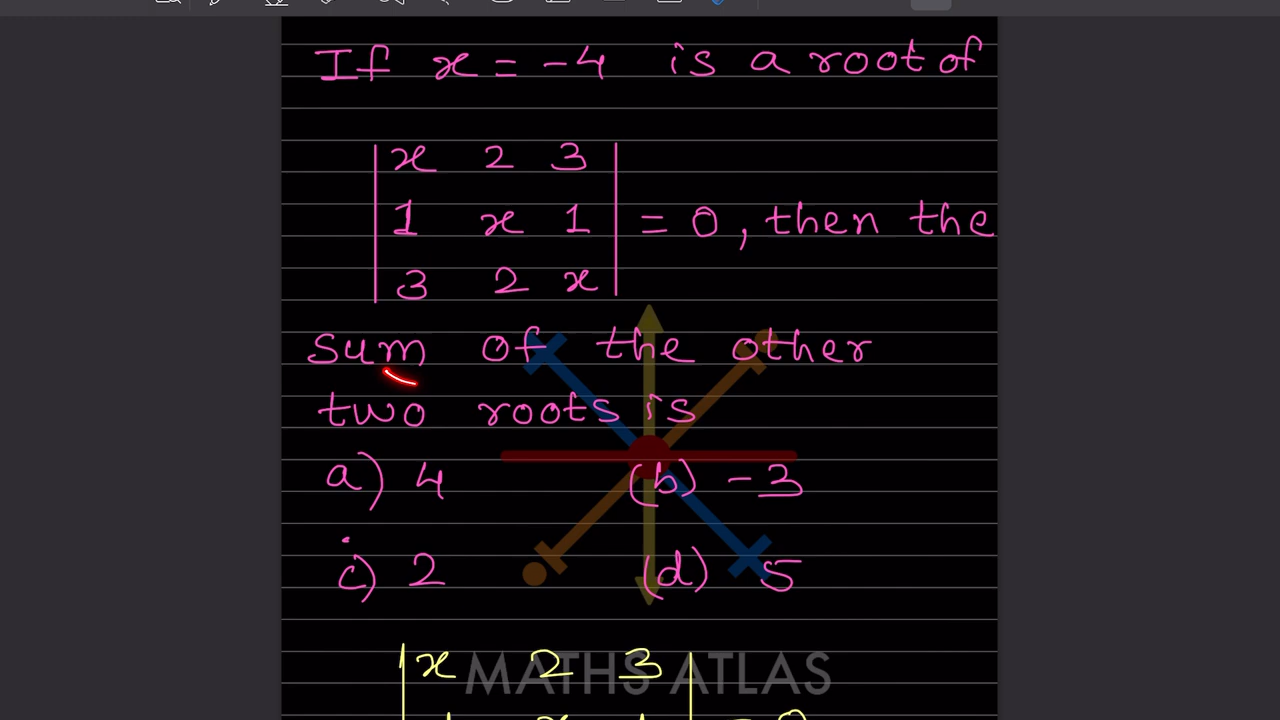 If x = -4 is a root of
| x 2 3 |
| 1 x 1 | = 0, then the
| 3 2 x |
sum of the other
two roots is
a) 4 (b) -3
c) 2 (d) 5
| x 2 3 |
MATHS ATLAS